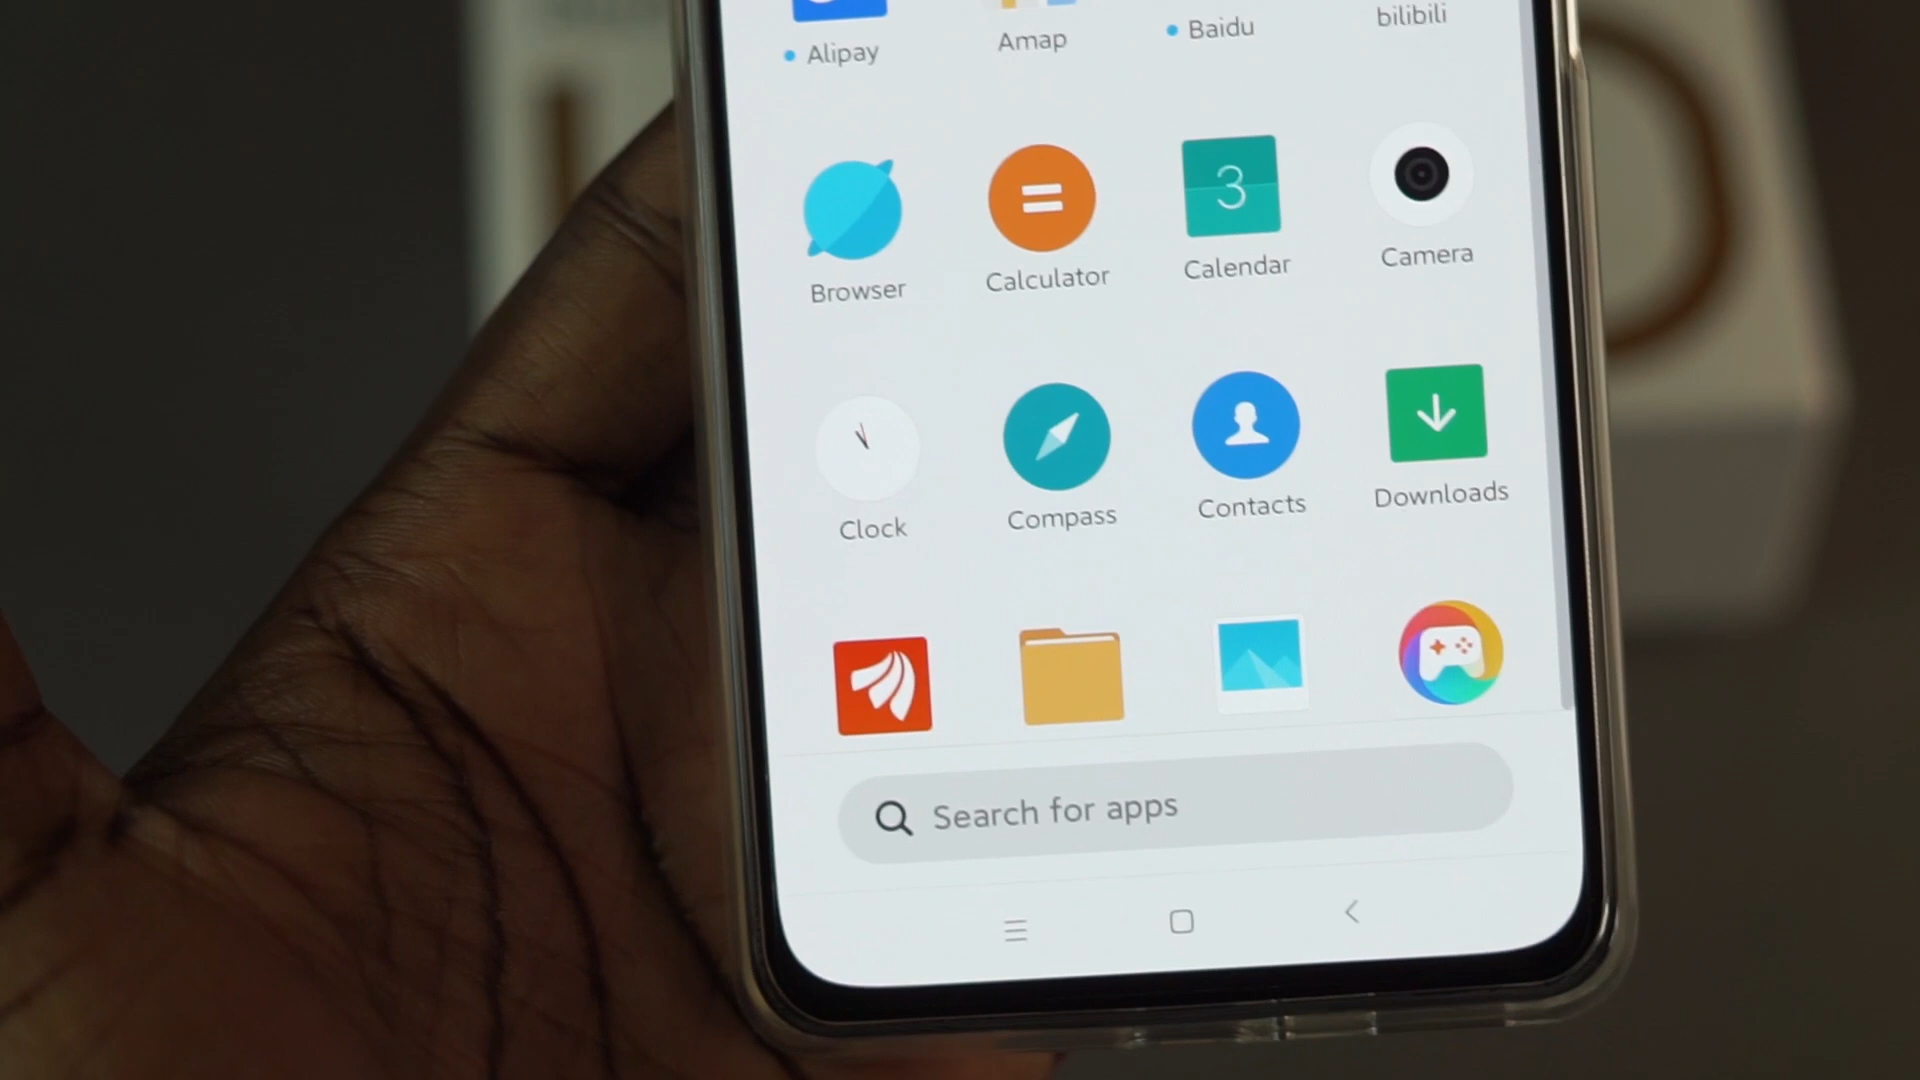 Alipay
Amap
Baidu
bilibili
Browser
Calculator
3
Calendar
Camera
Clock
Compass
Contacts
Downloads
Search for apps